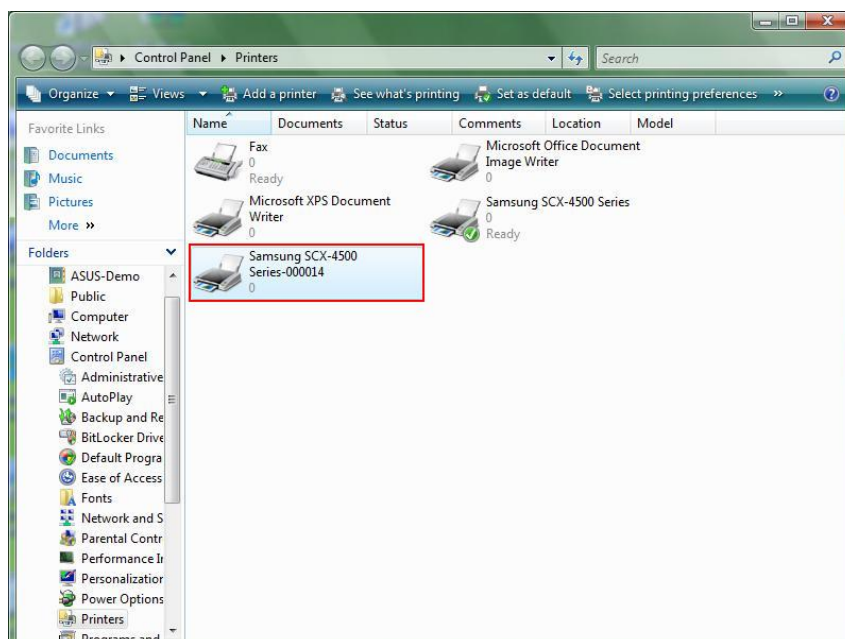 Control Panel Printers
Search
Organize Views Add a printer See what's printing Set as default Select printing preferences »
Favorite Links
Documents
Music
Pictures
More »
Folders
ASUS-Demo
Public
Computer
Network
Control Panel
Administrative
AutoPlay
Backup and Re
BitLocker Drive
Default Progra
Ease of Access
Fonts
Network and S
Parental Contr
Performance Ir
Personalization
Power Options
Printers
Programs and
Name Documents Status Comments Location Model
Fax
0
Ready
Microsoft Office Document
Image Writer
0
Microsoft XPS Document
Writer
0
Samsung SCX-4500 Series
0
Ready
Samsung SCX-4500
Series-000014
0